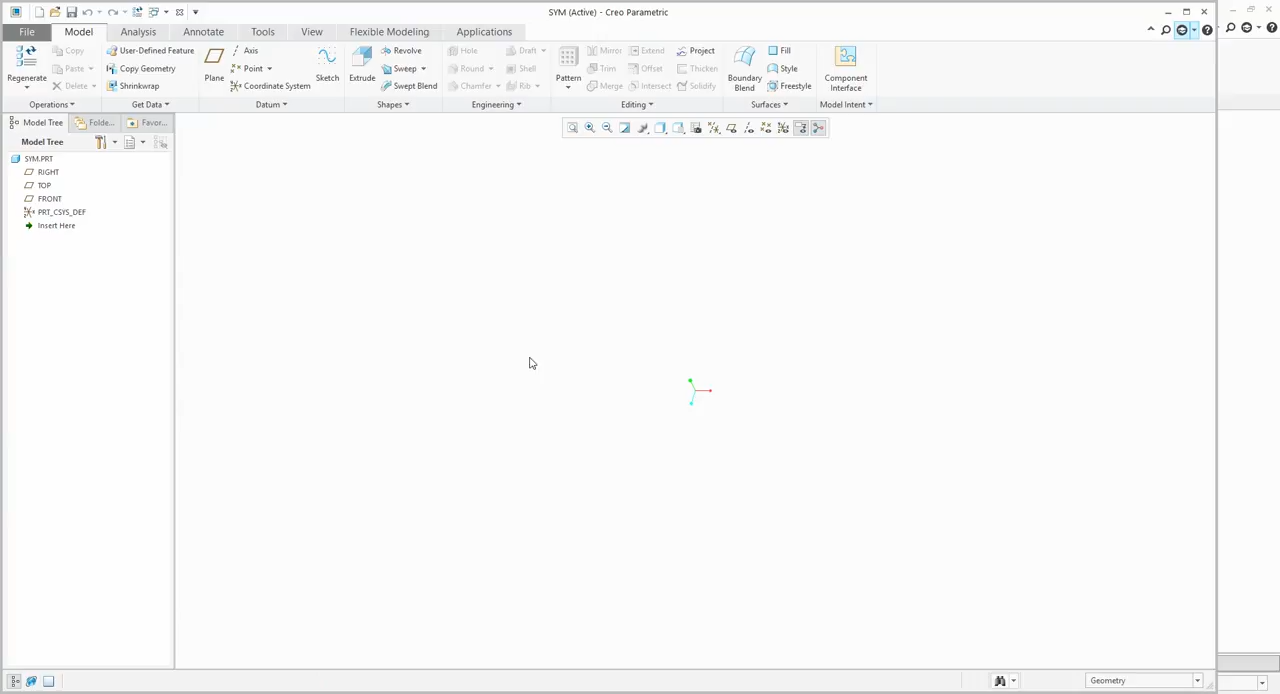 SYM (Active) - Creo Parametric
File Model Analysis Annotate Tools View Flexible Modeling Applications
Regenerate
Copy
Paste
Delete
User-Defined Feature
Copy Geometry
Shrinkwrap
Plane
Axis
Point
Coordinate System
Sketch
Extrude
Revolve
Sweep
Swept Blend
Hole
Round
Chamfer
Draft
Shell
Rib
Pattern
Mirror
Trim
Merge
Extend
Offset
Intersect
Project
Thicken
Solidify
Boundary
Blend
Fill
Style
Freestyle
Component
Interface
Operations Get Data Datum Shapes Engineering Editing Surfaces Model Intent
Model Tree Folde... Favor...
Model Tree
SYM.PRT
RIGHT
TOP
FRONT
PRT_CSYS_DEF
Insert Here
Geometry